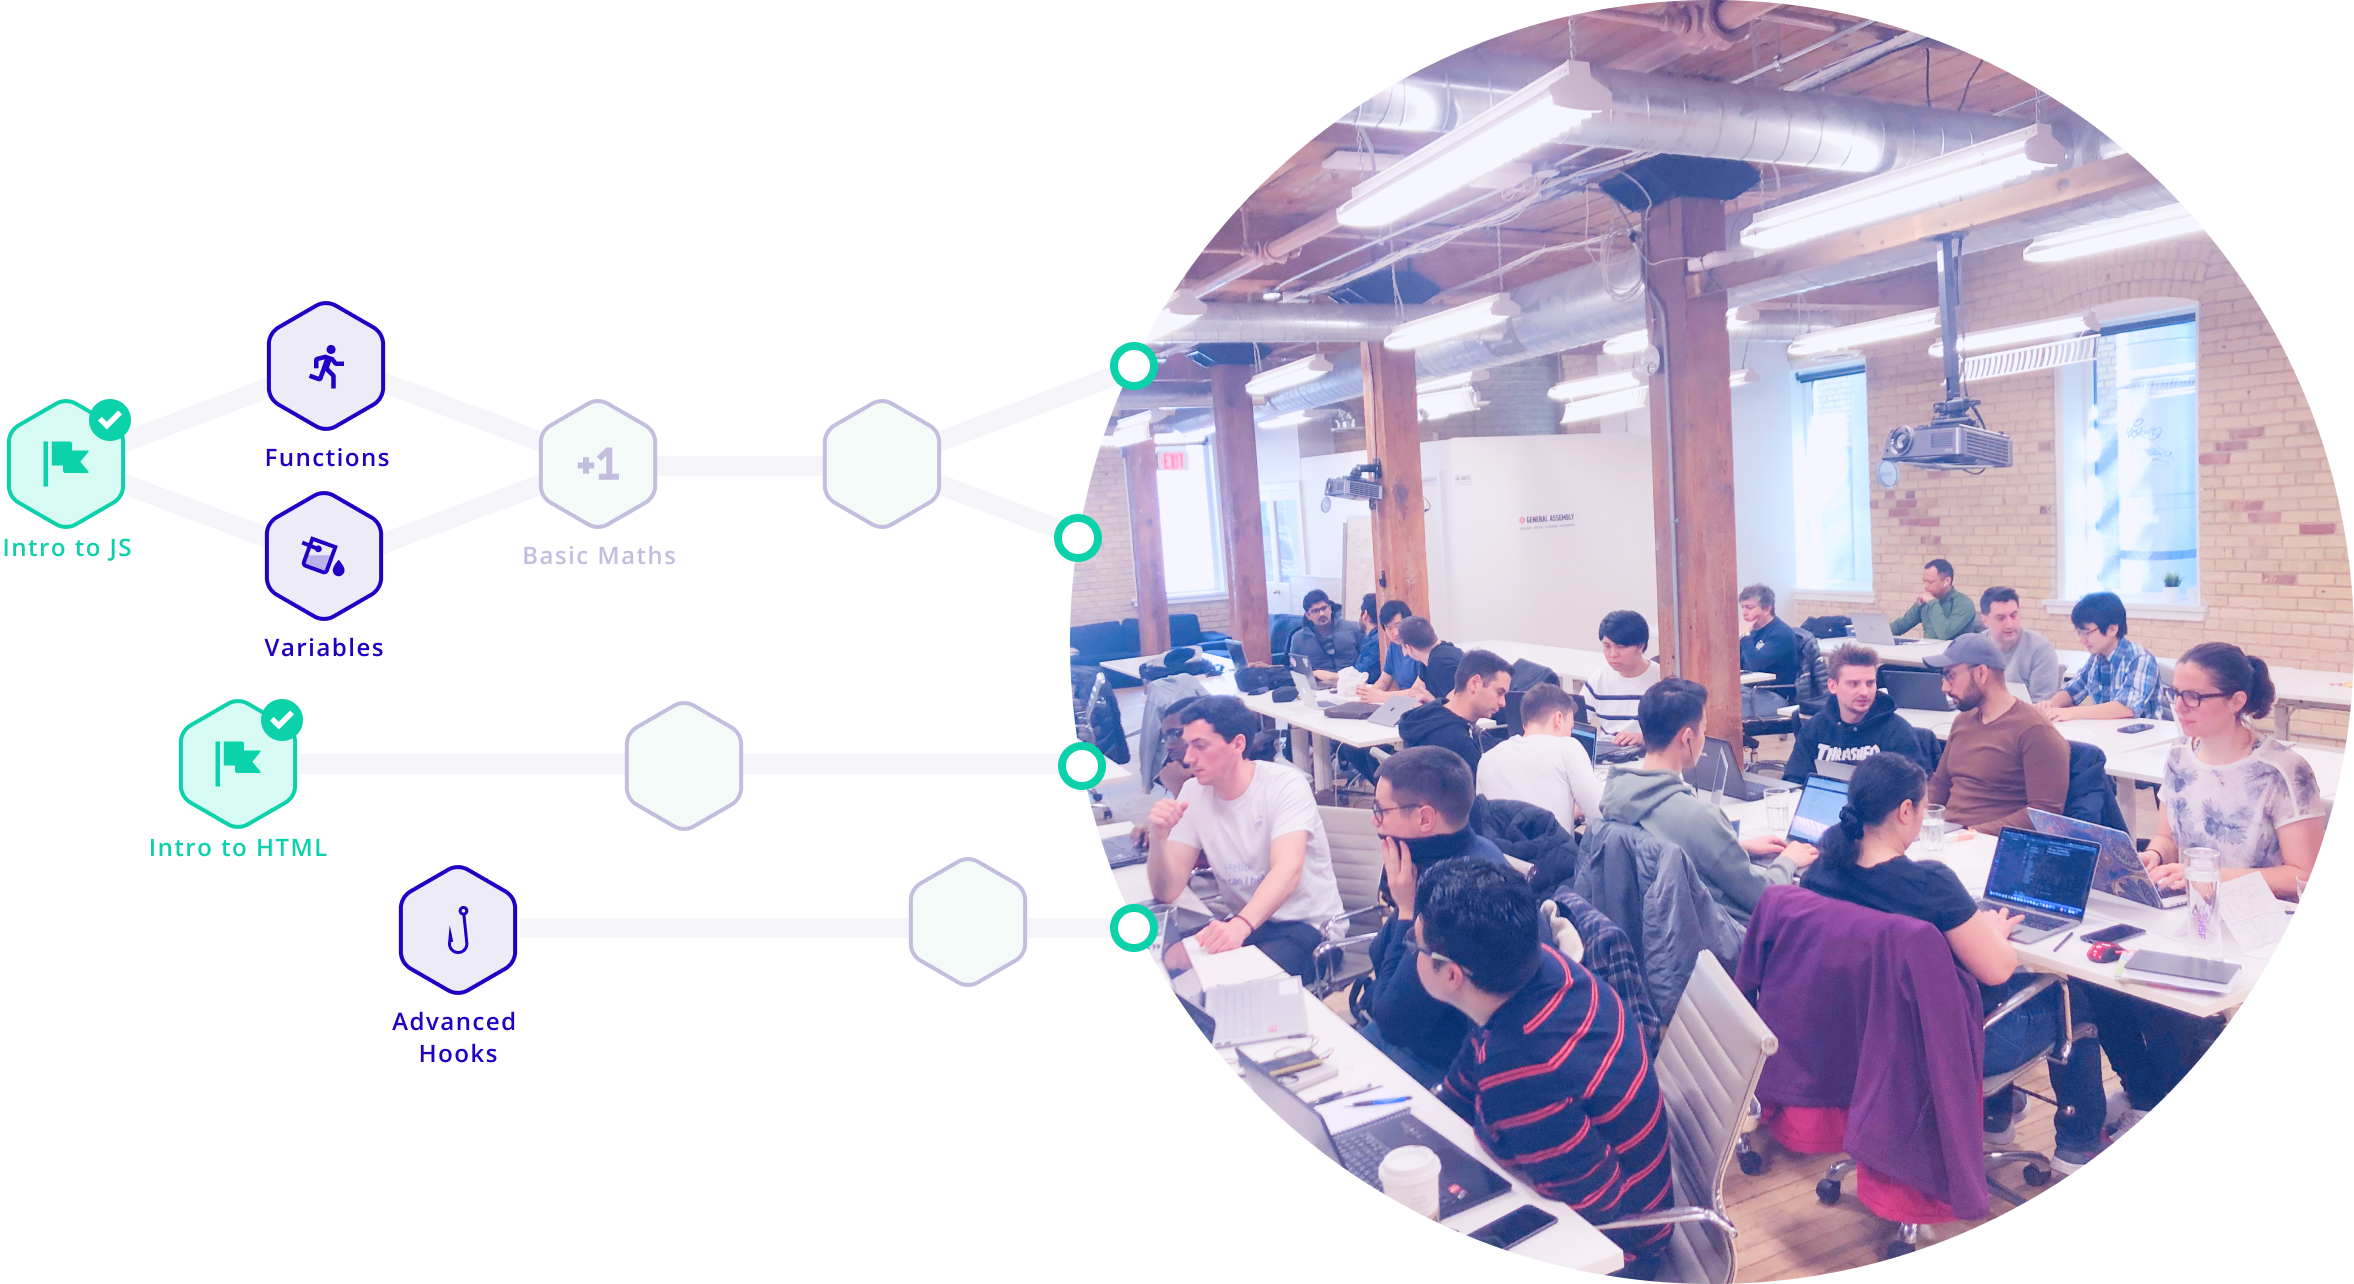 Functions
Intro to JS
+1
Basic Maths
Variables
Intro to HTML
Advanced
Hooks
EXIT
GENERAL ASSEMBLY
THRASHER